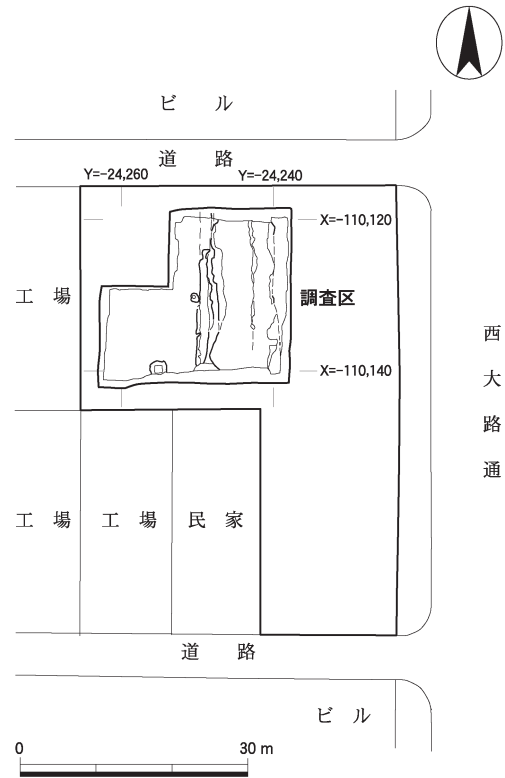 ビル
道路
Y=-24,260
Y=-24,240
X=-110,120
工場
調査区
西大路通
X=-110,140
工場
工場
民家
道路
ビル
0
30 m